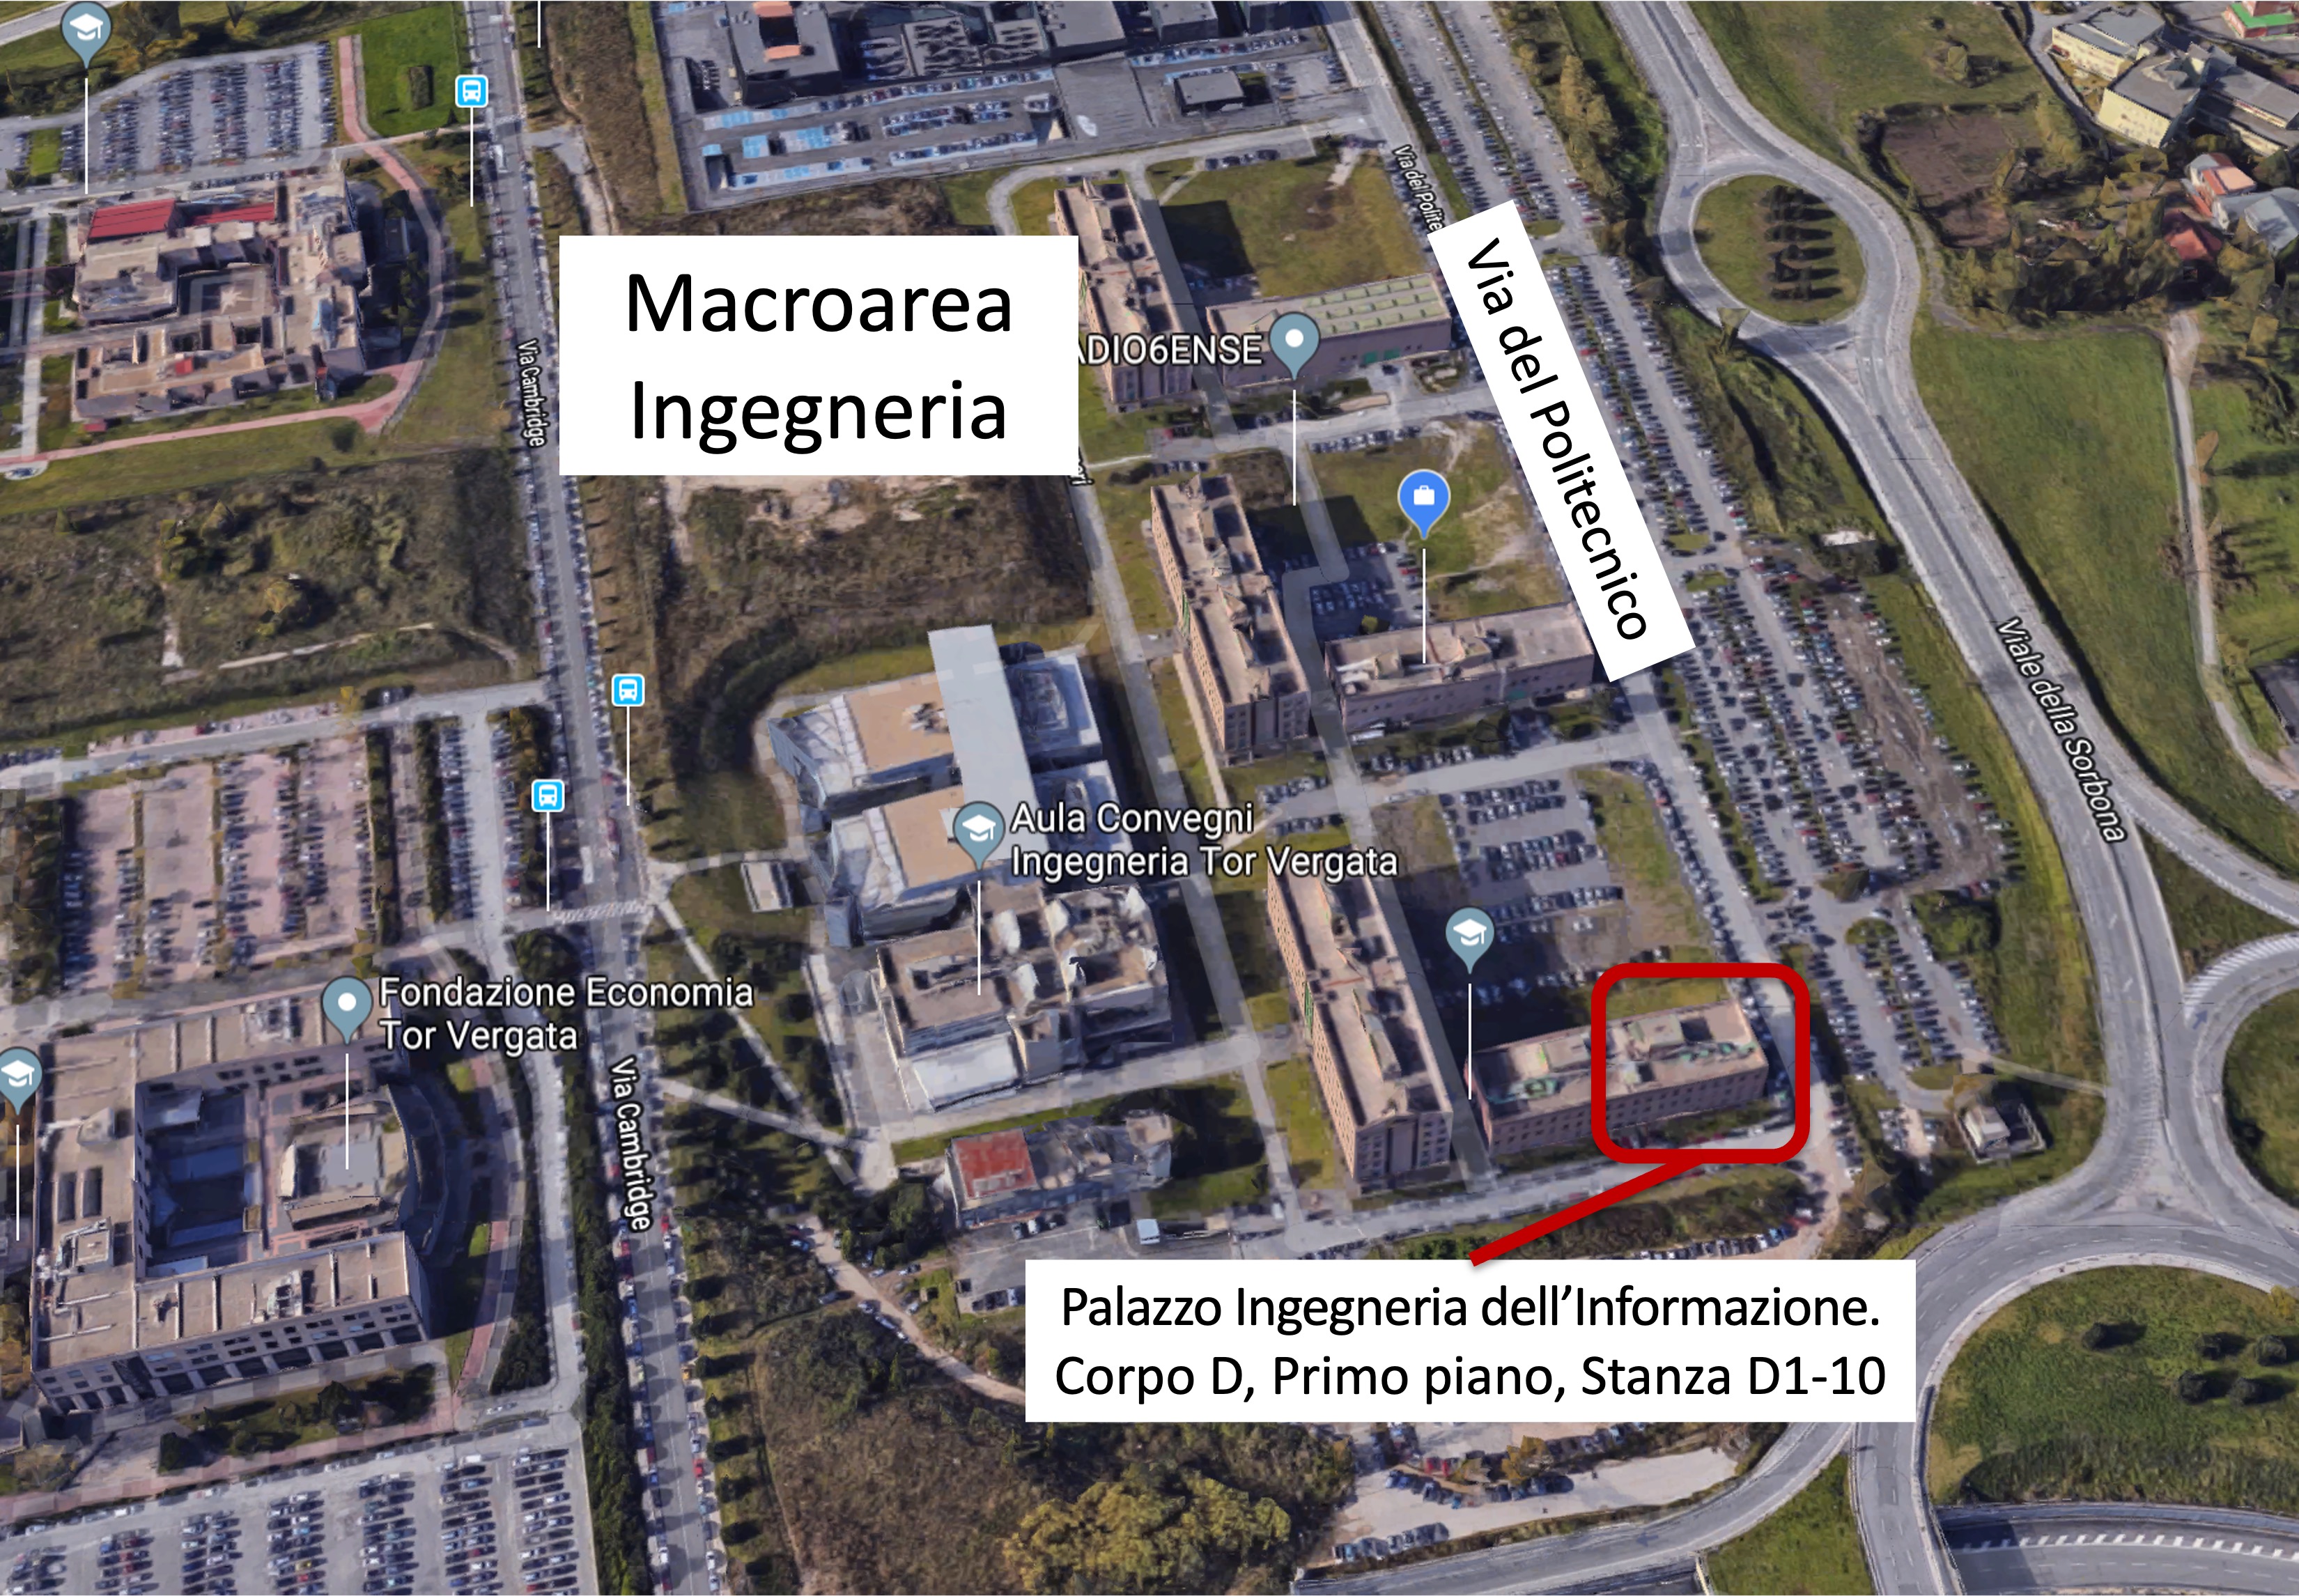 Via del Polite
Macroarea
Ingegneria
Via del Politecnico
Via Cambridge
ADIO6ENSE
Viale della Sorbona
Aula Convegni
Ingegneria Tor Vergata
Fondazione Economia
Tor Vergata
Via Cambridge
Palazzo Ingegneria dell’Informazione.
Corpo D, Primo piano, Stanza D1-10